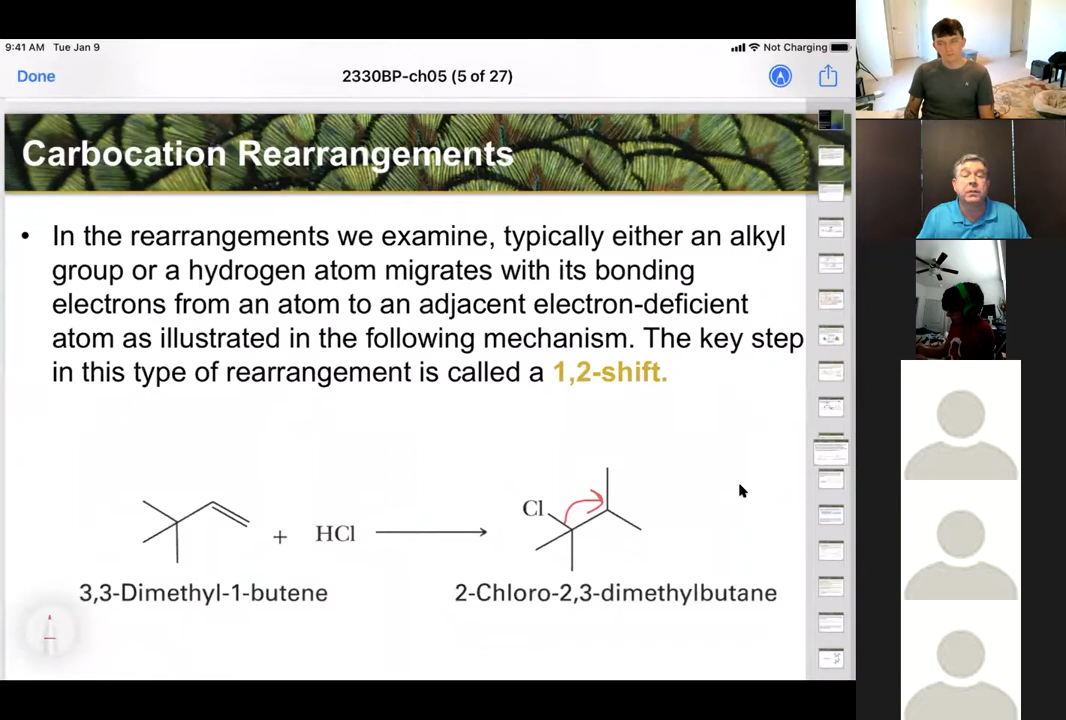 9:41 AM Tue Jan 9
Not Charging
Done
2330BP-ch05 (5 of 27)
Carbocation Rearrangements
• In the rearrangements we examine, typically either an alkyl
group or a hydrogen atom migrates with its bonding
electrons from an atom to an adjacent electron-deficient
atom as illustrated in the following mechanism. The key step
in this type of rearrangement is called a 1,2-shift.
+ HCl
Cl
3,3-Dimethyl-1-butene
2-Chloro-2,3-dimethylbutane